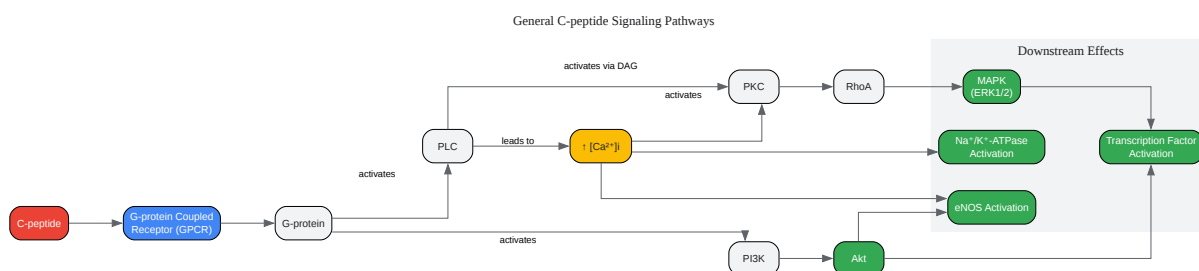 General C-peptide Signaling Pathways
Downstream Effects
activates via DAG
PKC
activates
RhoA
MAPK
(ERK1/2)
PLC
leads to
↑ [Ca²⁺]i
Na⁺/K⁺-ATPase
Activation
Transcription Factor
Activation
activates
C-peptide
G-protein Coupled
Receptor (GPCR)
G-protein
eNOS Activation
activates
PI3K
Akt